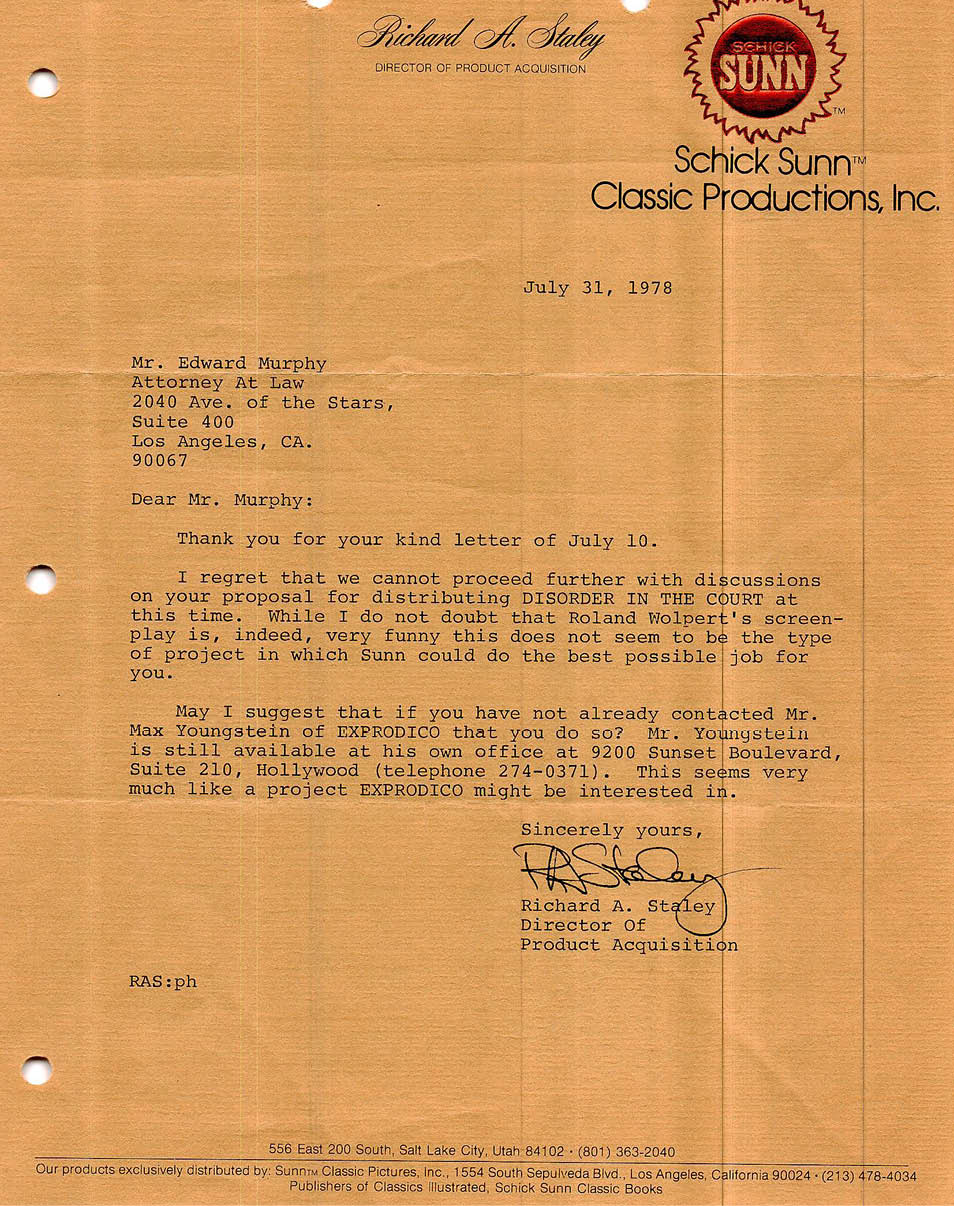 Richard A. Staley
DIRECTOR OF PRODUCT ACQUISITION
SCHICK
SUNN
TM
Schick Sunn™
Classic Productions, Inc.
July 31, 1978
Mr. Edward Murphy
Attorney At Law
2040 Ave. of the Stars,
Suite 400
Los Angeles, CA.
90067
Dear Mr. Murphy:
Thank you for your kind letter of July 10.
I regret that we cannot proceed further with discussions
on your proposal for distributing DISORDER IN THE COURT at
this time.  While I do not doubt that Roland Wolpert's screen-
play is, indeed, very funny this does not seem to be the type
of project in which Sunn could do the best possible job for
you.
May I suggest that if you have not already contacted Mr.
Max Youngstein of EXPRODICO that you do so?  Mr. Youngstein
is still available at his own office at 9200 Sunset Boulevard,
Suite 210, Hollywood (telephone 274-0371).  This seems very
much like a project EXPRODICO might be interested in.
Sincerely yours,
RA Staley
Richard A. Staley
Director Of
Product Acquisition
RAS:ph
556 East 200 South, Salt Lake City, Utah 84102 • (801) 363-2040
Our products exclusively distributed by: Sunn™ Classic Pictures, Inc., 1554 South Sepulveda Blvd., Los Angeles, California 90024 • (213) 478-4034
Publishers of Classics Illustrated, Schick Sunn Classic Books